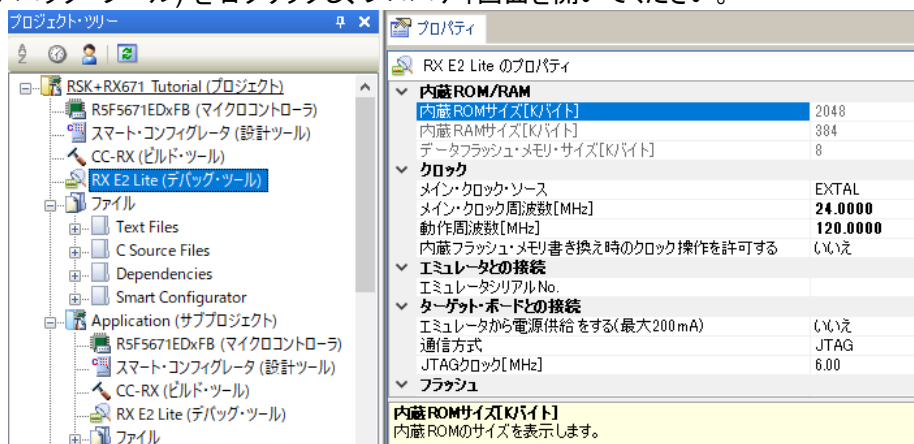 を右クリックし、
画面を開いてください。
プロジェクト・ツリー
RSK+RX671_Tutorial (プロジェクト)
R5F5671EDxFB (マイクロコントローラ)
スマート・コンフィグレータ (設計ツール)
CC-RX (ビルド・ツール)
RX E2 Lite (デバッグ・ツール)
ファイル
Text Files
C Source Files
Dependencies
Smart Configurator
Application (サブプロジェクト)
R5F5671EDxFB (マイクロコントローラ)
スマート・コンフィグレータ (設計ツール)
CC-RX (ビルド・ツール)
RX E2 Lite (デバッグ・ツール)
ファイル
プロパティ
RX E2 Lite のプロパティ
内蔵ROM/RAM
内蔵ROMサイズ[Kバイト] 2048
内蔵RAMサイズ[Kバイト] 384
データフラッシュ・メモリ・サイズ[Kバイト] 8
クロック
メイン・クロック・ソース EXTAL
メイン・クロック周波数[MHz] 24.0000
動作周波数[MHz] 120.0000
内蔵フラッシュ・メモリ書き換え時のクロック操作を許可する いいえ
エミュレータとの接続
エミュレータシリアルNo.
ターゲット・ボードとの接続
エミュレータから電源供給をする(最大200mA) いいえ
通信方式 JTAG
JTAGクロック[MHz] 6.00
フラッシュ
内蔵ROMサイズ[Kバイト]
内蔵ROMのサイズを表示します。